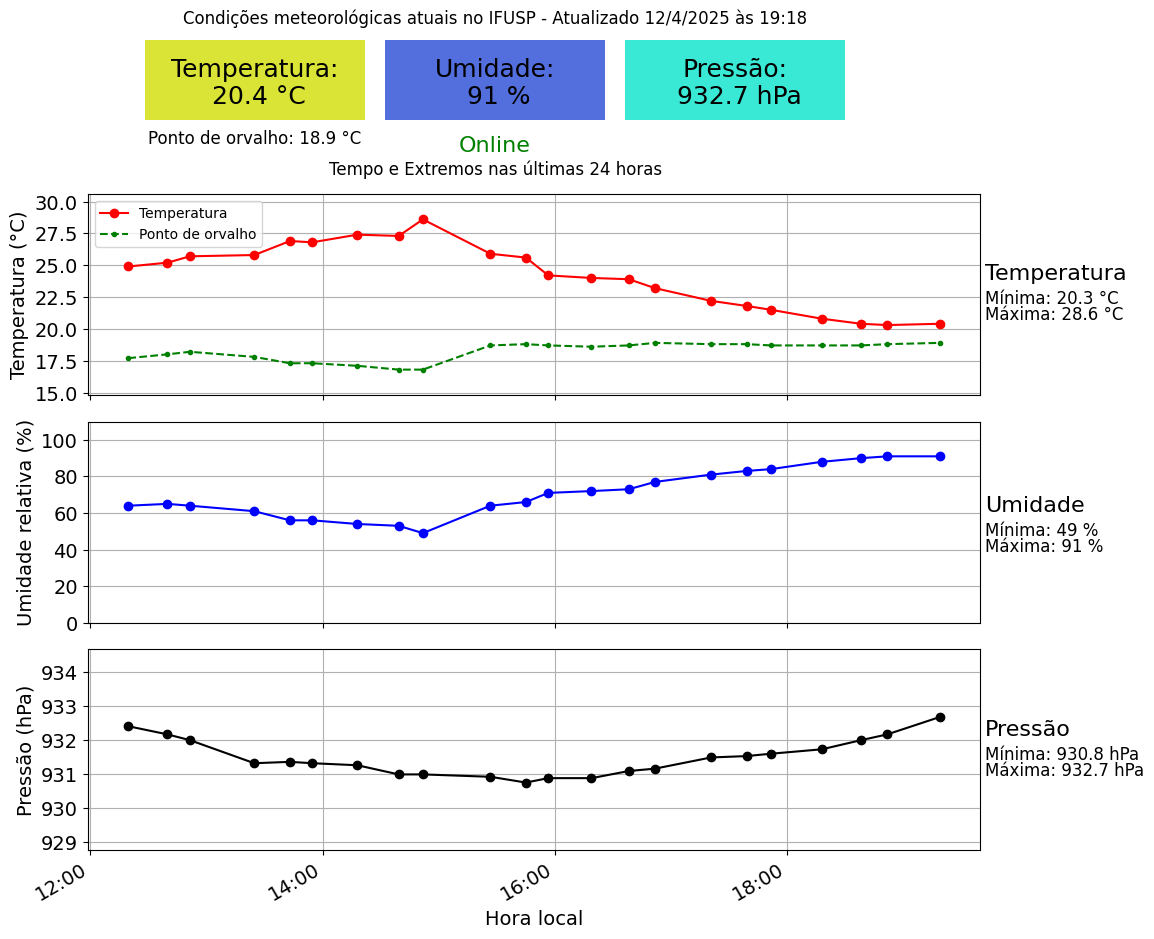 Condições meteorológicas atuais no IFUSP - Atualizado 12/4/2025 às 19:18
Temperatura:
20.4 °C
Umidade:
91 %
Pressão:
932.7 hPa
Ponto de orvalho: 18.9 °C
Online
Tempo e Extremos nas últimas 24 horas
Temperatura (°C)
30.0
27.5
25.0
22.5
20.0
17.5
15.0
Temperatura
Ponto de orvalho
Temperatura
Mínima: 20.3 °C
Máxima: 28.6 °C
Umidade relativa (%)
100
80
60
40
20
0
Umidade
Mínima: 49 %
Máxima: 91 %
Pressão (hPa)
934
933
932
931
930
929
Pressão
Mínima: 930.8 hPa
Máxima: 932.7 hPa
12:00
14:00
16:00
18:00
Hora local